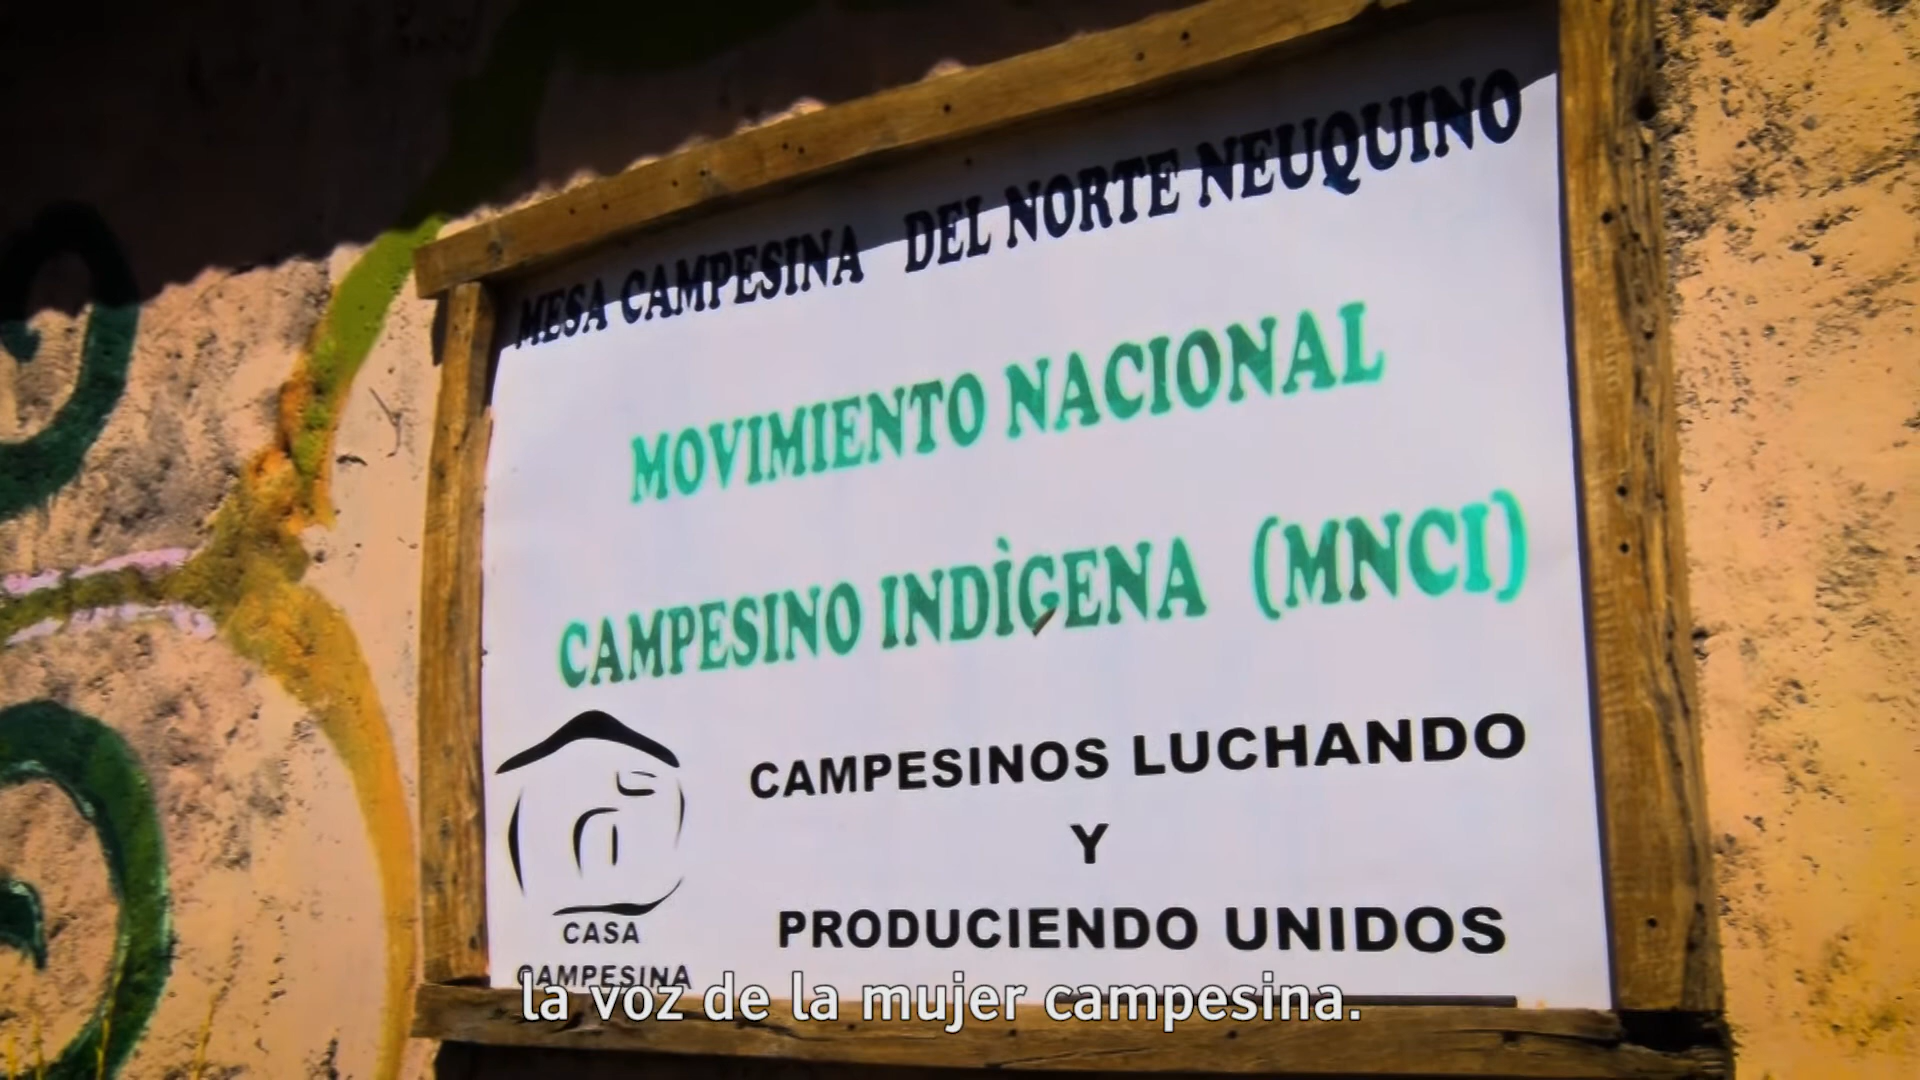 MESA CAMPESINA DEL NORTE NEUQUINO
MOVIMIENTO NACIONAL
CAMPESINO INDÌGENA (MNCI)
CAMPESINOS LUCHANDO
Y
PRODUCIENDO UNIDOS
CASA
CAMPESINA
la voz de la mujer campesina.